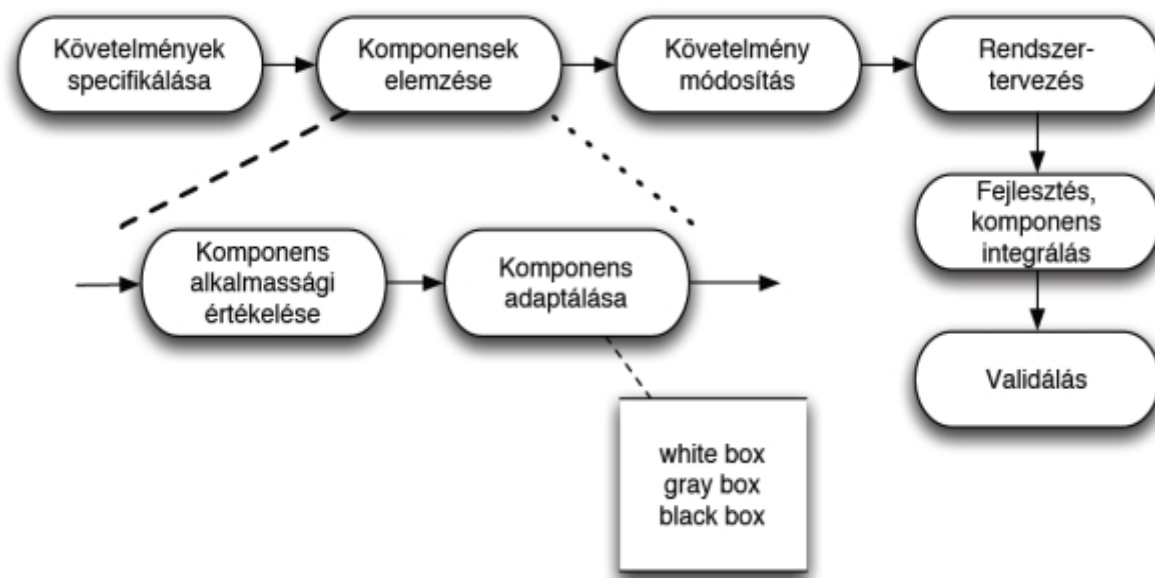 Követelmények
specifikálása
Komponensek
elemzése
Követelmény
módosítás
Rendszer-
tervezés
Fejlesztés,
komponens
integrálás
Validálás
Komponens
alkalmassági
értékelése
Komponens
adaptálása
white box
gray box
black box